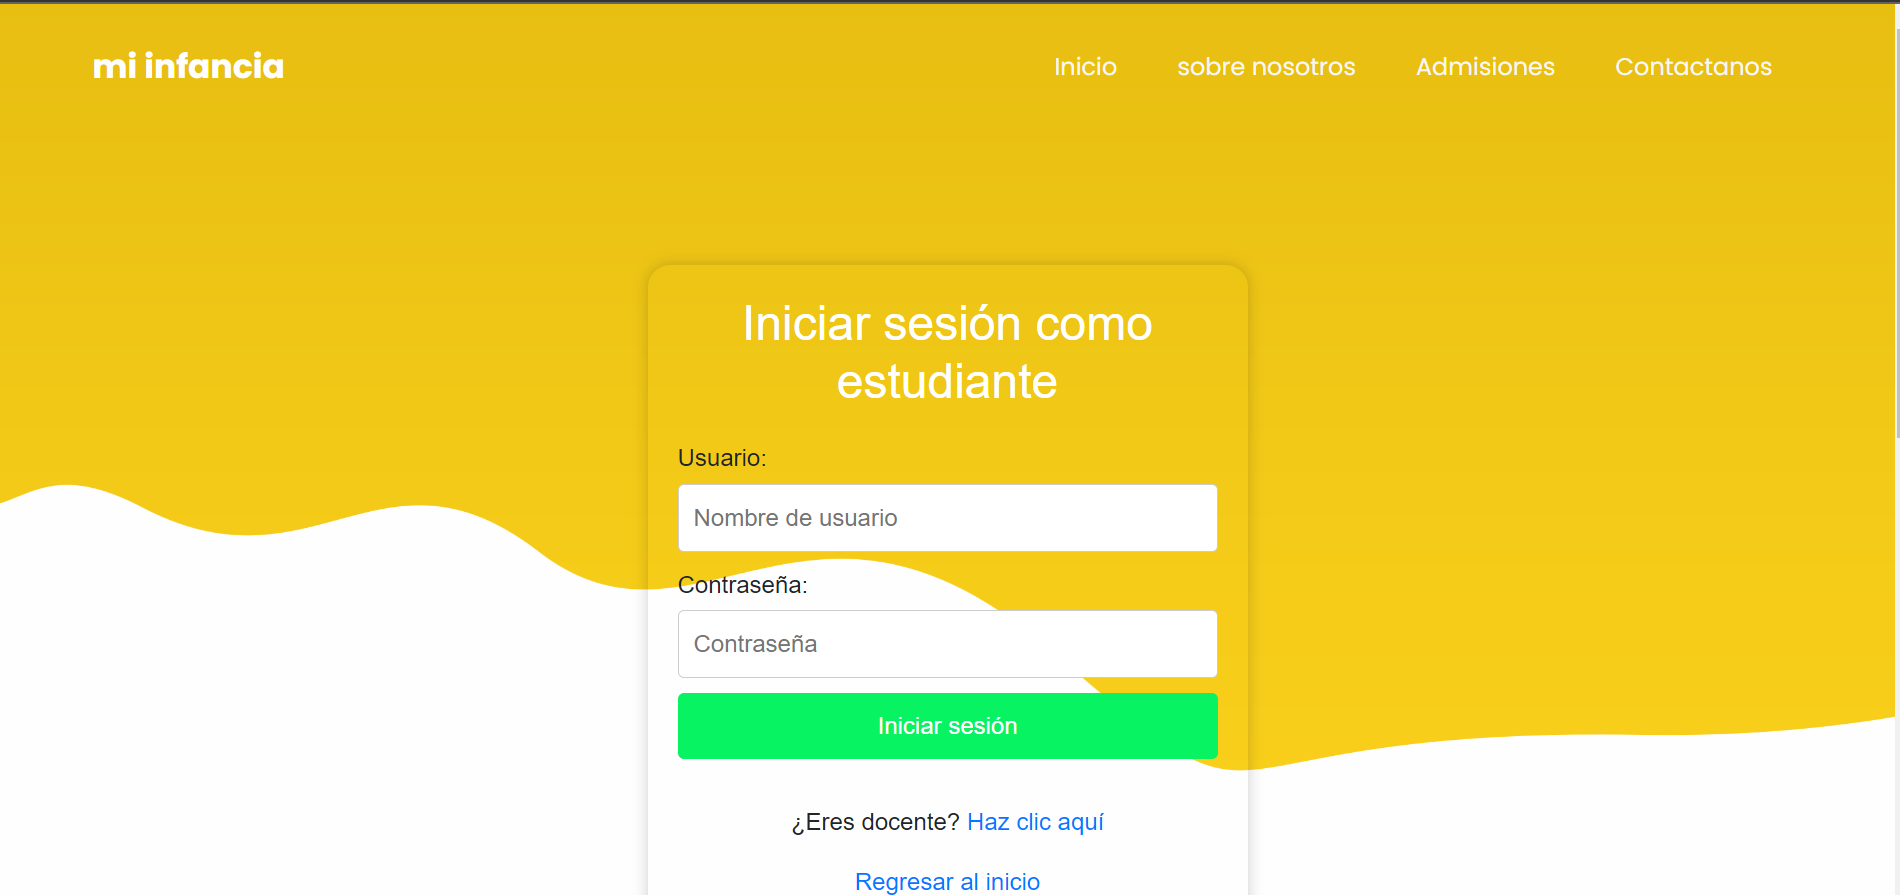 mi infancia
Inicio
sobre nosotros
Admisiones
Contactanos
Iniciar sesión como
estudiante
Usuario:
Nombre de usuario
Contraseña:
Contraseña
Iniciar sesión
¿Eres docente? Haz clic aquí
Regresar al inicio